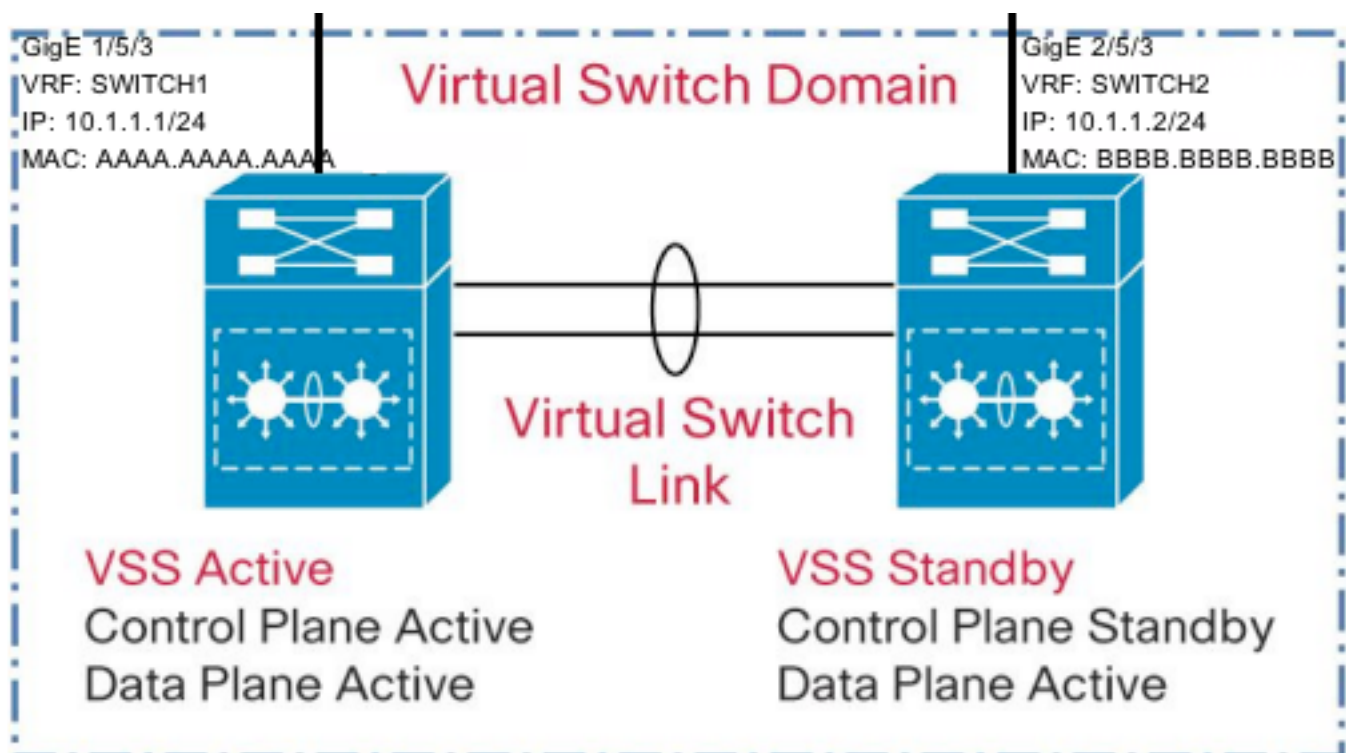 GigE 1/5/3
VRF: SWITCH1
IP: 10.1.1.1/24
MAC: AAAA.AAAA.AAAA
Virtual Switch Domain
GigE 2/5/3
VRF: SWITCH2
IP: 10.1.1.2/24
MAC: BBBB.BBBB.BBBB
Virtual Switch
Link
VSS Active
Control Plane Active
Data Plane Active
VSS Standby
Control Plane Standby
Data Plane Active